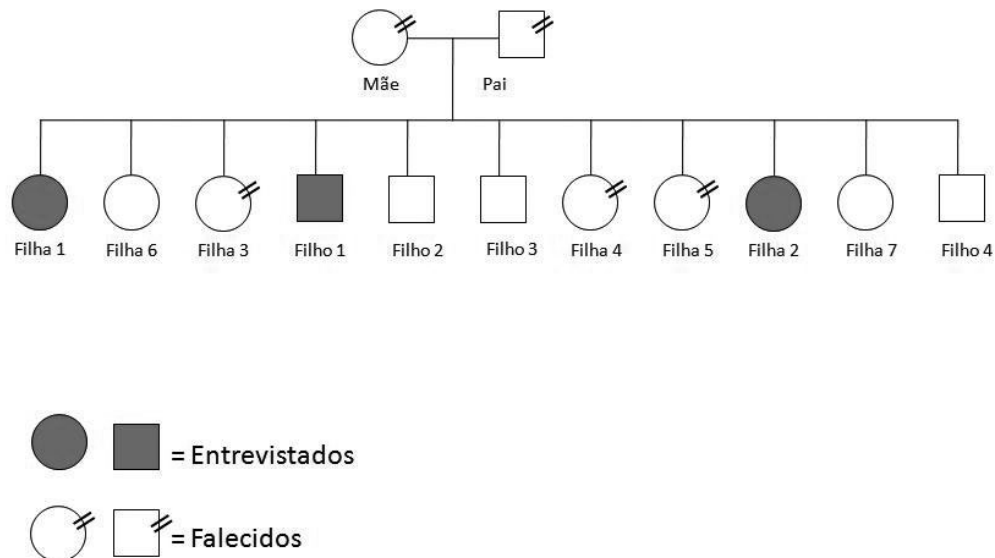 Mãe Pai
Filha 1 Filha 6 Filha 3 Filho 1 Filho 2 Filho 3 Filha 4 Filha 5 Filha 2 Filha 7 Filho 4
= Entrevistados
= Falecidos